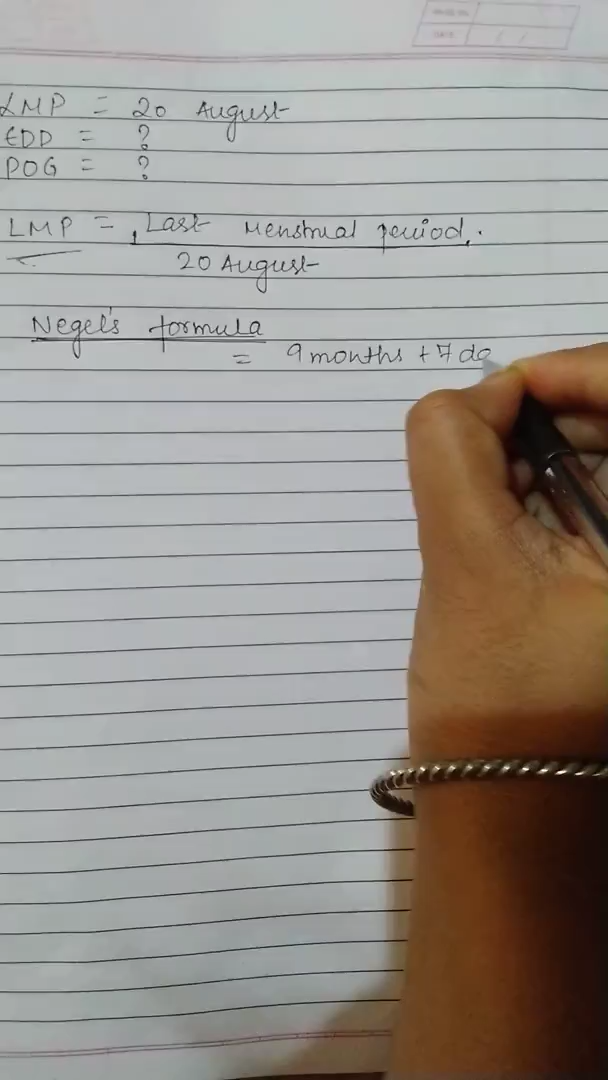 LMP = 20 August
EDD = ?
POG = ?
LMP = Last Menstrual period.
20 August
Negel's formula
= 9 months + 7 da